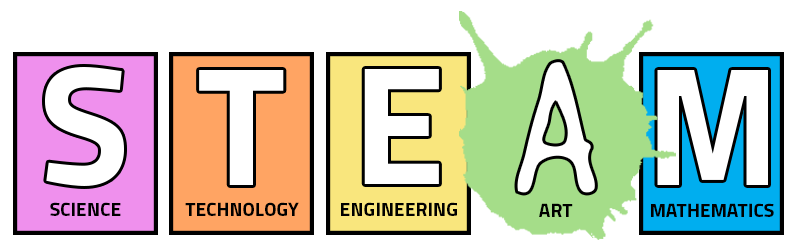 STEAM
SCIENCE TECHNOLOGY ENGINEERING ART MATHEMATICS